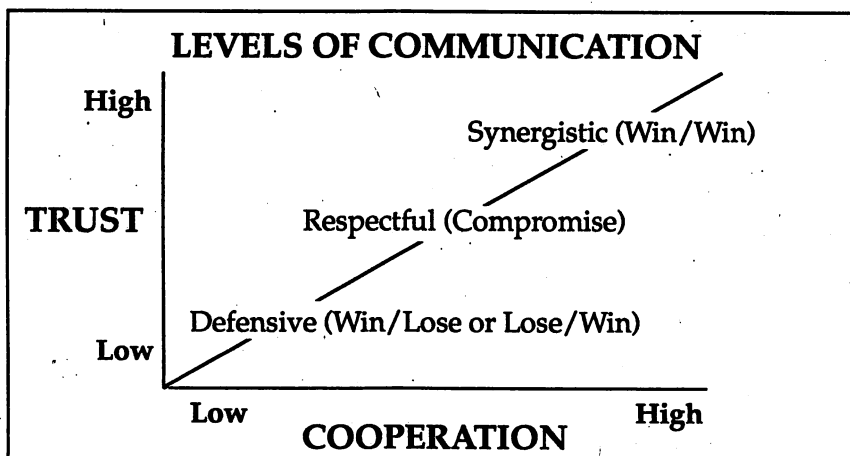 LEVELS OF COMMUNICATION
High
Synergistic (Win/Win)
TRUST
Respectful (Compromise)
Defensive (Win/Lose or Lose/Win)
Low
Low
High
COOPERATION